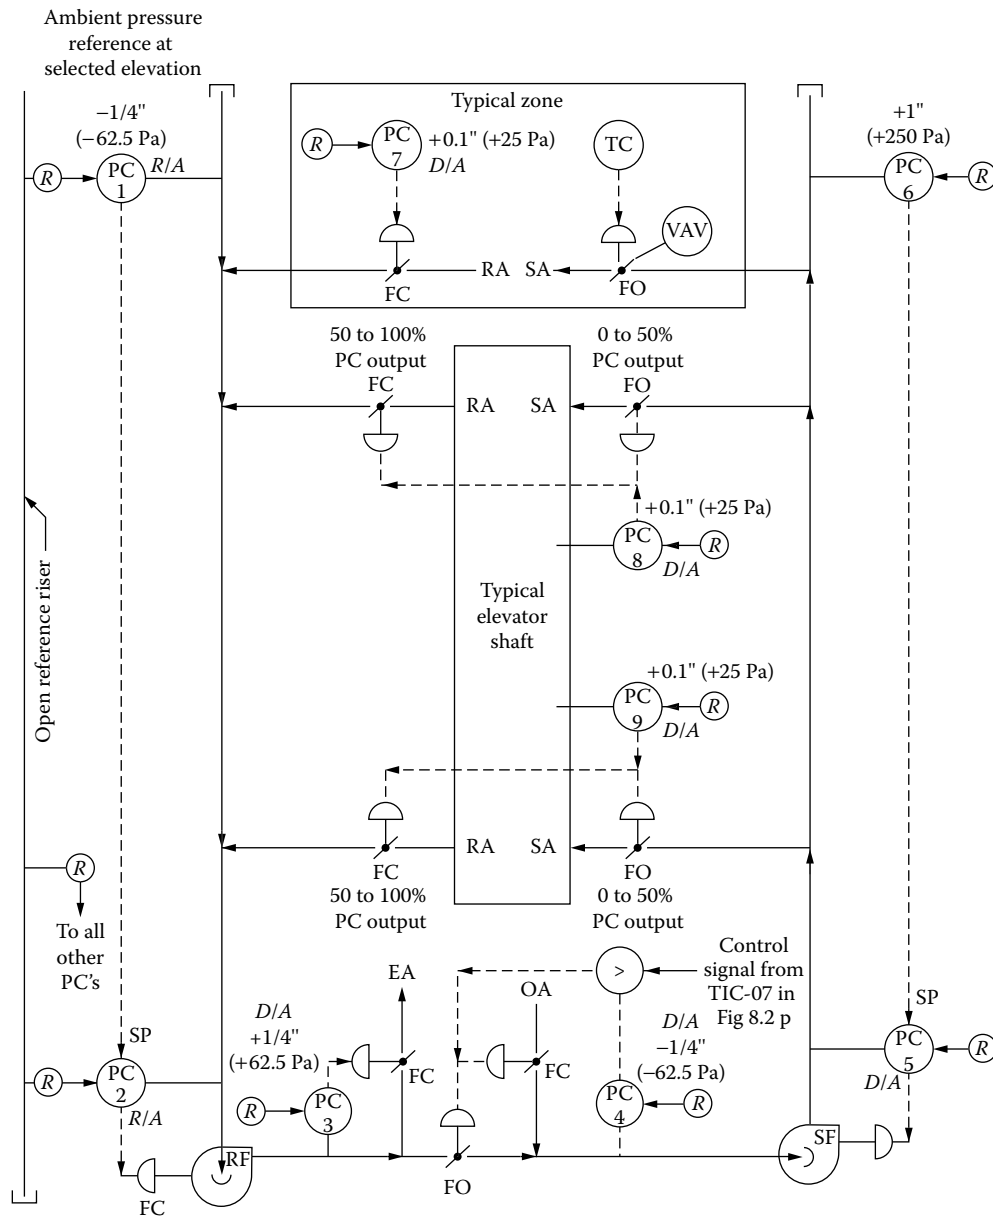 Ambient pressure
reference at
selected elevation
−1/4"
(−62.5 Pa)
R
PC
1
R/A
Typical zone
R
PC
7
+0.1" (+25 Pa)
D/A
TC
VAV
RA
SA
FC
FO
+1"
(+250 Pa)
PC
6
R
50 to 100%
PC output
FC
0 to 50%
PC output
FO
RA
SA
+0.1" (+25 Pa)
PC
8
R
D/A
Typical
elevator
shaft
Open reference riser
+0.1" (+25 Pa)
PC
9
R
D/A
RA
SA
FC
FO
50 to 100%
PC output
0 to 50%
PC output
R
To all
other
PC's
EA
OA
>
Control
signal from
TIC-07 in
Fig 8.2 p
SP
R
PC
2
R/A
D/A
+1/4"
(+62.5 Pa)
R
PC
3
FC
FC
D/A
−1/4"
(−62.5 Pa)
PC
4
R
SP
PC
5
R
D/A
RF
SF
FC
FO